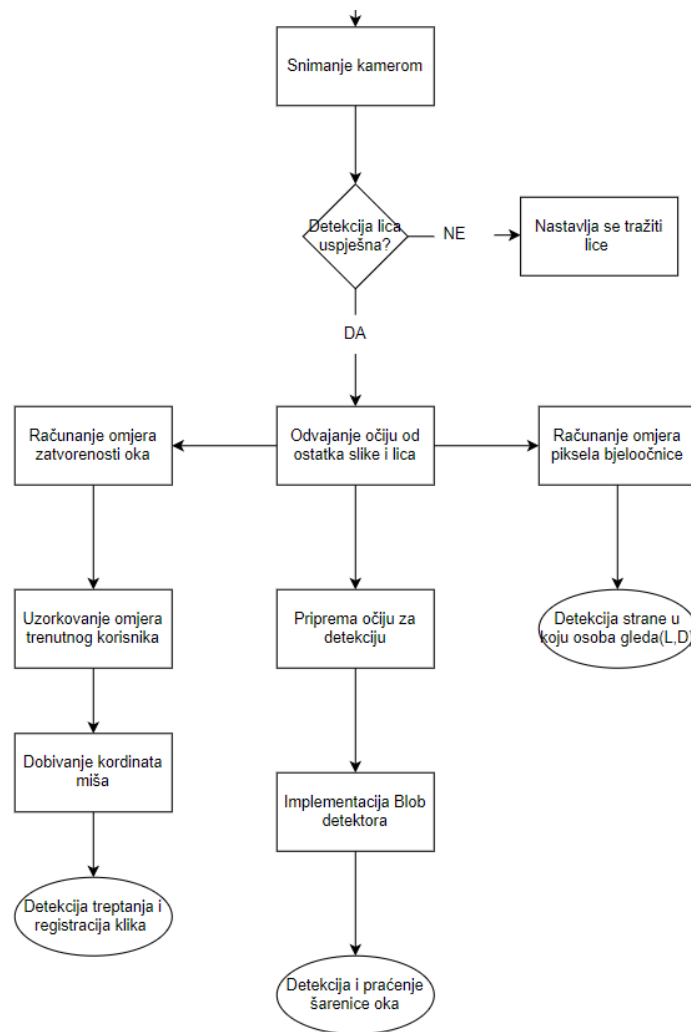 Snimanje kamerom
Detekcija lica
uspješna?
NE
Nastavlja se tražiti
lice
DA
Računanje omjera
zatvorenosti oka
Odvajanje očiju od
ostatka slike i lica
Računanje omjera
piksela bjeloočnice
Uzorkovanje omjera
trenutnog korisnika
Priprema očiju za
detekciju
Detekcija strane u
koju osoba gleda(L,D)
Dobivanje kordinata
miša
Implementacija Blob
detektora
Detekcija treptanja i
registracija klika
Detekcija i praćenje
šarenice oka